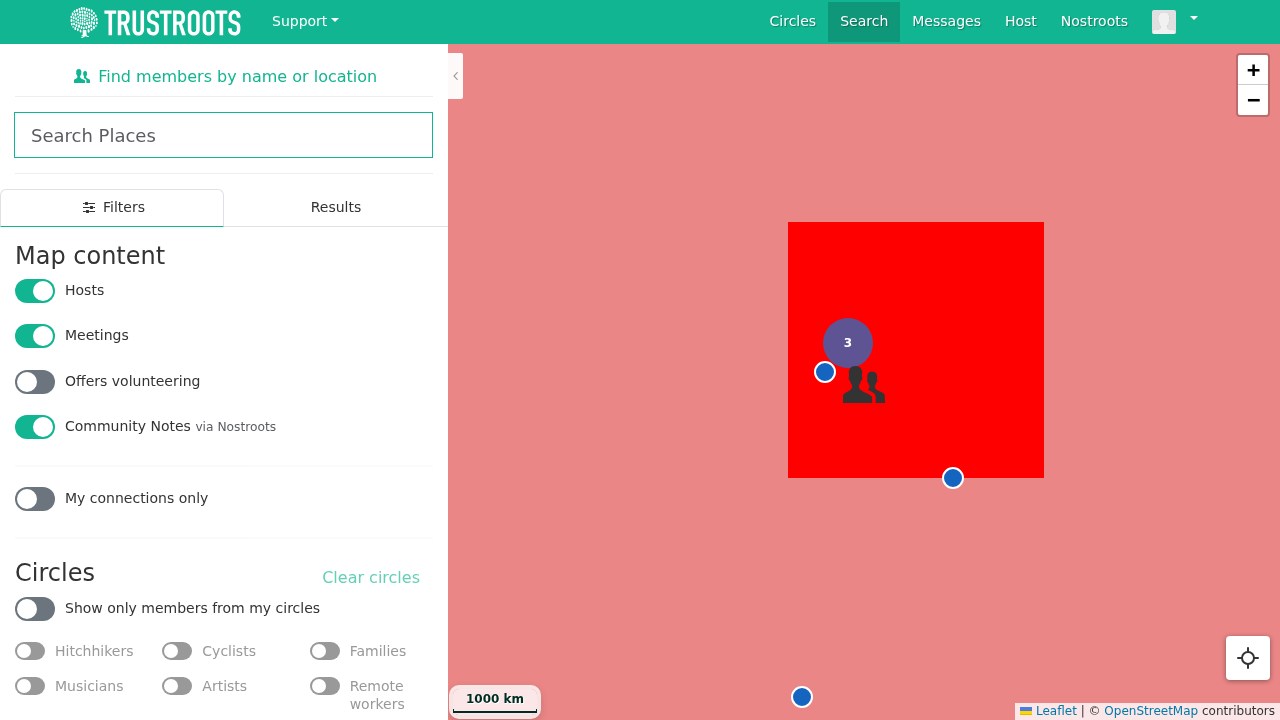 TRUSTROOTS
Support
Circles
Search
Messages
Host
Nostroots
Find members by name or location
Search Places
Filters
Results
Map content
Hosts
Meetings
Offers volunteering
Community Notes via Nostroots
My connections only
Circles
Clear circles
Show only members from my circles
Hitchhikers
Cyclists
Families
Musicians
Artists
Remote
workers
+
−
3
1000 km
Leaflet | © OpenStreetMap contributors